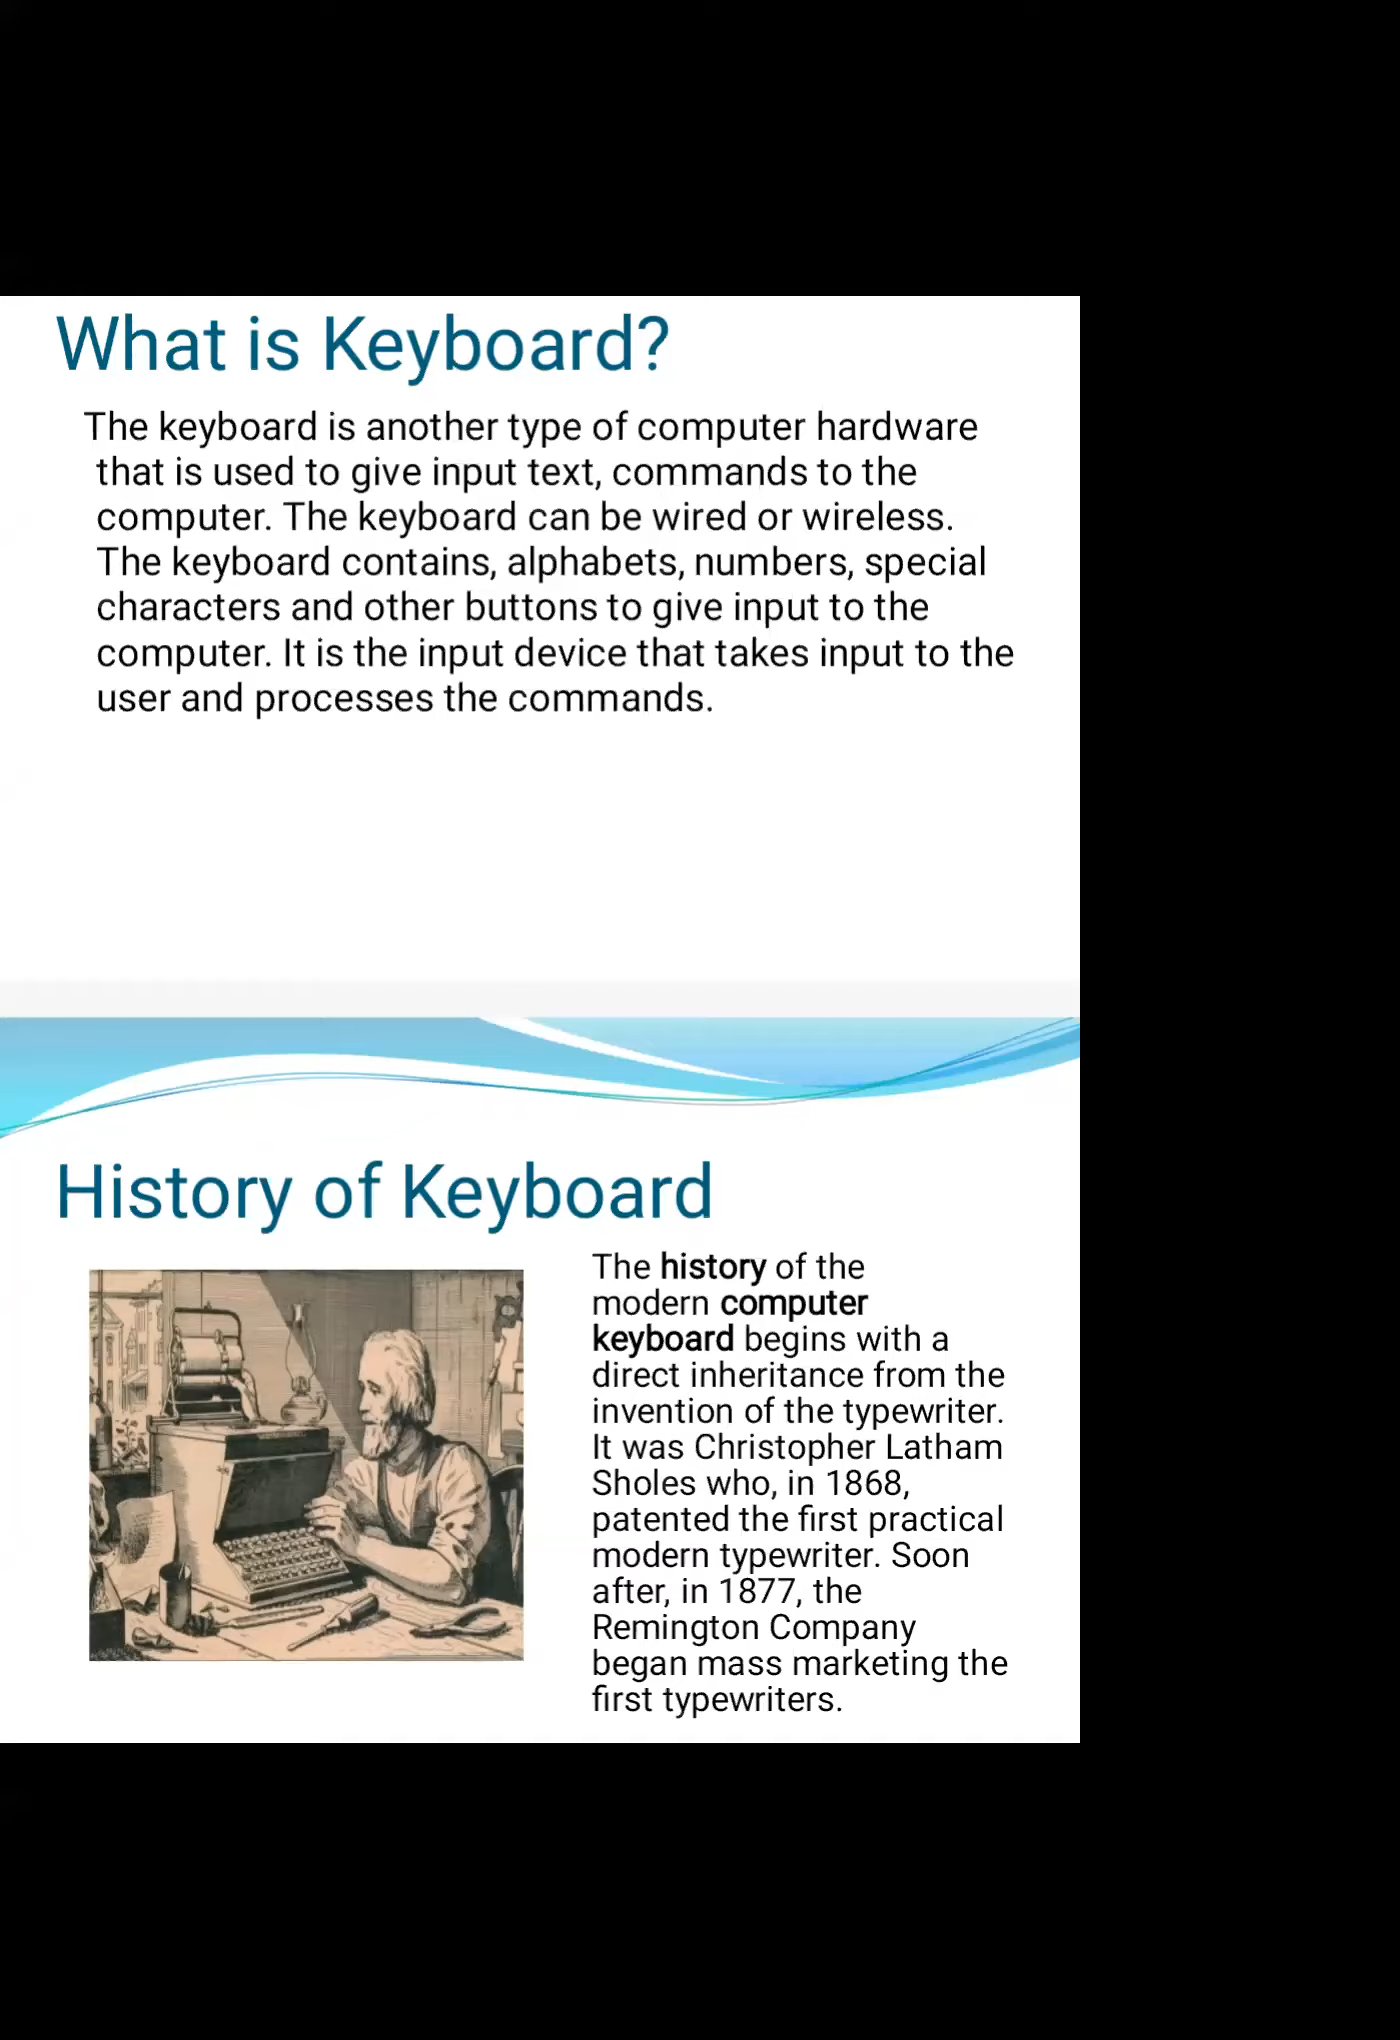 What is Keyboard?
The keyboard is another type of computer hardware
that is used to give input text, commands to the
computer. The keyboard can be wired or wireless.
The keyboard contains, alphabets, numbers, special
characters and other buttons to give input to the
computer. It is the input device that takes input to the
user and processes the commands.
History of Keyboard
The history of the
modern computer
keyboard begins with a
direct inheritance from the
invention of the typewriter.
It was Christopher Latham
Sholes who, in 1868,
patented the first practical
modern typewriter. Soon
after, in 1877, the
Remington Company
began mass marketing the
first typewriters.